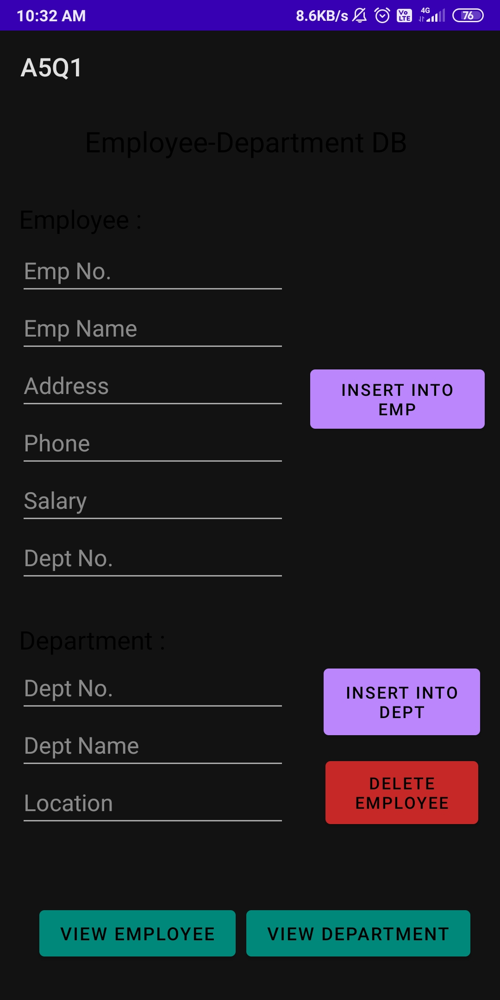 10:32 AM 8.6KB/s Vo LTE 4G 76
A5Q1
Employee-Department DB
Employee :
Emp No.
Emp Name
Address
INSERT INTO
EMP
Phone
Salary
Dept No.
Department :
Dept No.
INSERT INTO
DEPT
Dept Name
Location
DELETE
EMPLOYEE
VIEW EMPLOYEE VIEW DEPARTMENT